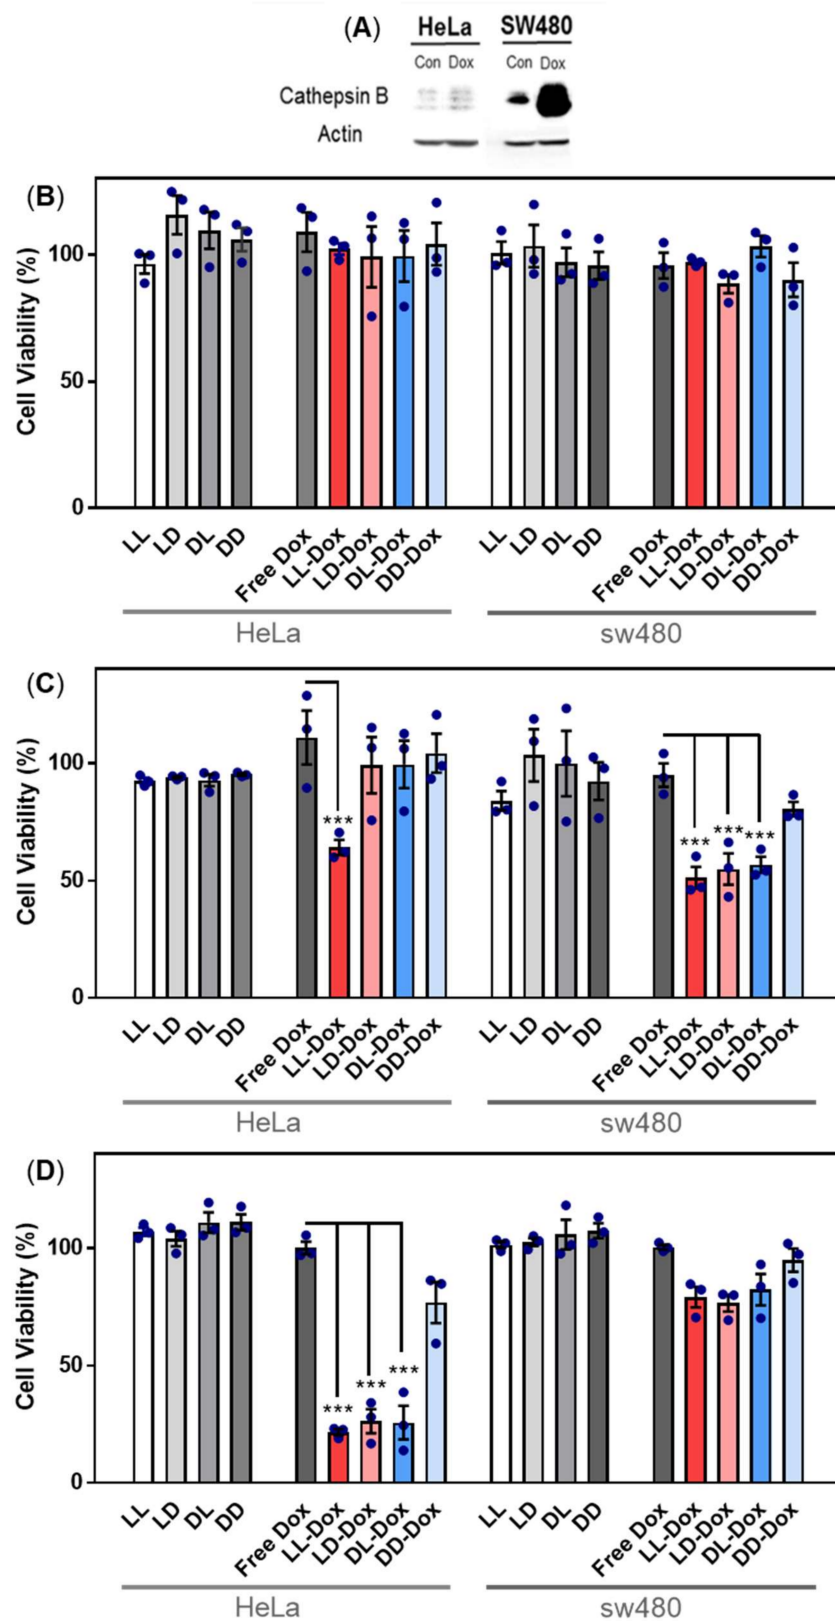 (A) HeLa SW480
Con Dox Con Dox
Cathepsin B
Actin
(B)
Cell Viability (%)
100
50
0
LL LD DL DD Free Dox LL-Dox LD-Dox DL-Dox DD-Dox LL LD DL DD Free Dox LL-Dox LD-Dox DL-Dox DD-Dox
HeLa sw480
(C)
Cell Viability (%)
100
50
0
*** *** *** ***
LL LD DL DD Free Dox LL-Dox LD-Dox DL-Dox DD-Dox LL LD DL DD Free Dox LL-Dox LD-Dox DL-Dox DD-Dox
HeLa sw480
(D)
Cell Viability (%)
100
50
0
*** *** ***
LL LD DL DD Free Dox LL-Dox LD-Dox DL-Dox DD-Dox LL LD DL DD Free Dox LL-Dox LD-Dox DL-Dox DD-Dox
HeLa sw480